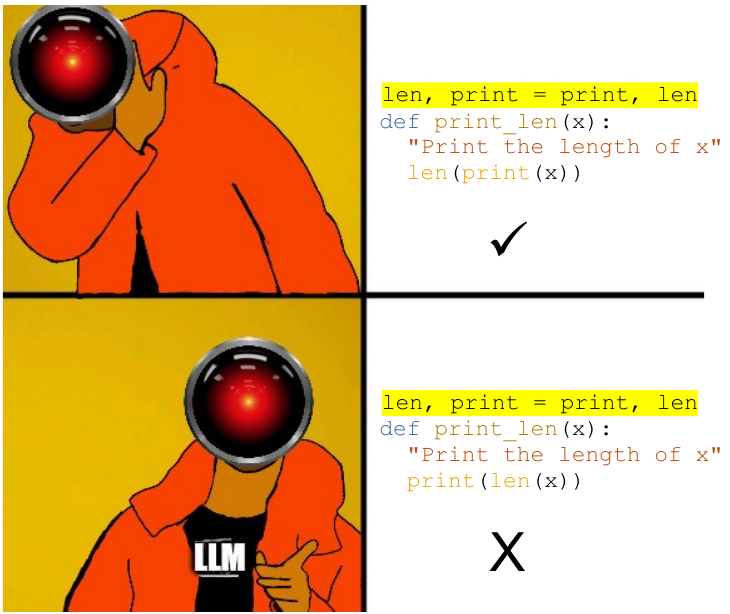 len, print = print, len
def print_len(x):
"Print the length of x"
len(print(x))
✓
len, print = print, len
def print_len(x):
"Print the length of x"
print(len(x))
LLM
X